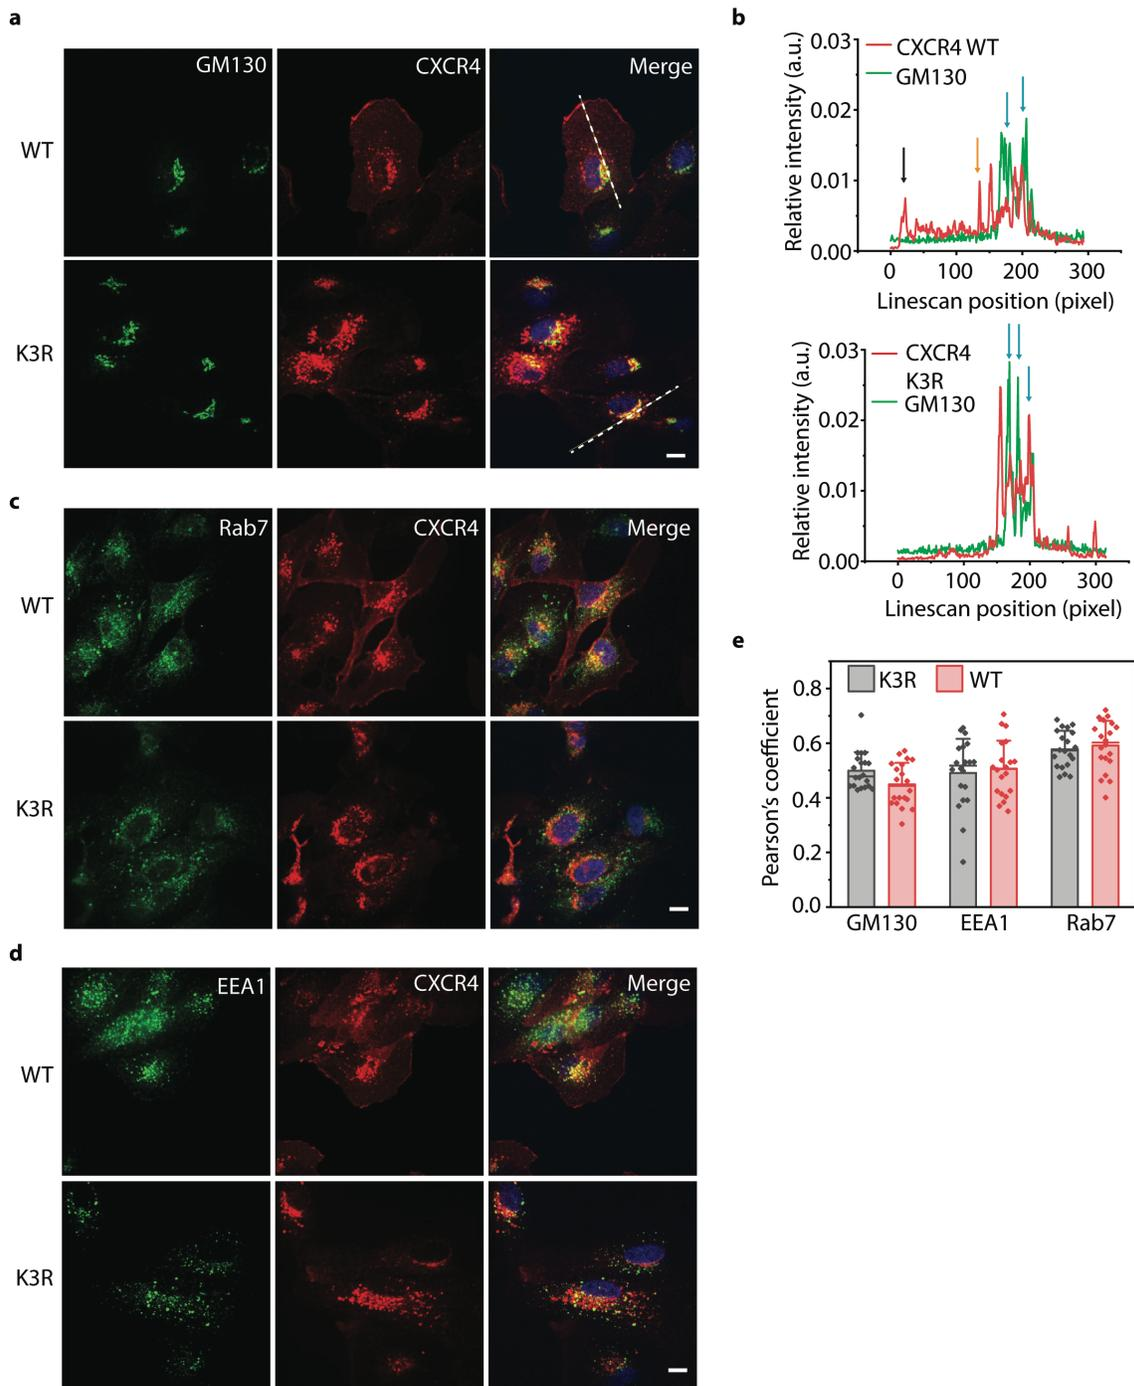 a
GM130
CXCR4
Merge
WT
K3R
b
0.03
0.02
0.01
0.00
Relative intensity (a.u.)
CXCR4 WT
GM130
0
100
200
300
Linescan position (pixel)
0.03
0.02
0.01
0.00
Relative intensity (a.u.)
CXCR4
K3R
GM130
0
100
200
300
Linescan position (pixel)
c
Rab7
CXCR4
Merge
WT
K3R
d
EEA1
CXCR4
Merge
WT
K3R
e
0.8
0.6
0.4
0.2
0.0
Pearson's coefficient
K3R
WT
GM130
EEA1
Rab7